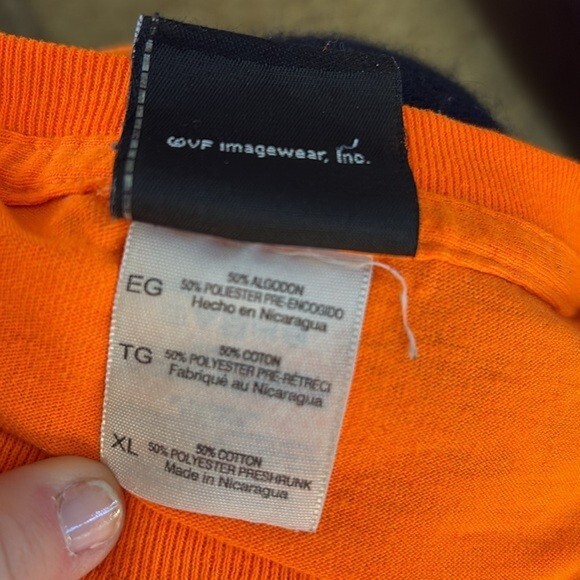 ©VF Imagewear, Inc.
EG
50% ALGODON
50% POLIESTER PRE-ENCOGIDO
Hecho en Nicaragua
TG
50% COTON
50% POLYESTER PRÉ-RÉTRECI
Fabriqué au Nicaragua
XL
50% COTTON
50% POLYESTER PRESHRUNK
Made in Nicaragua